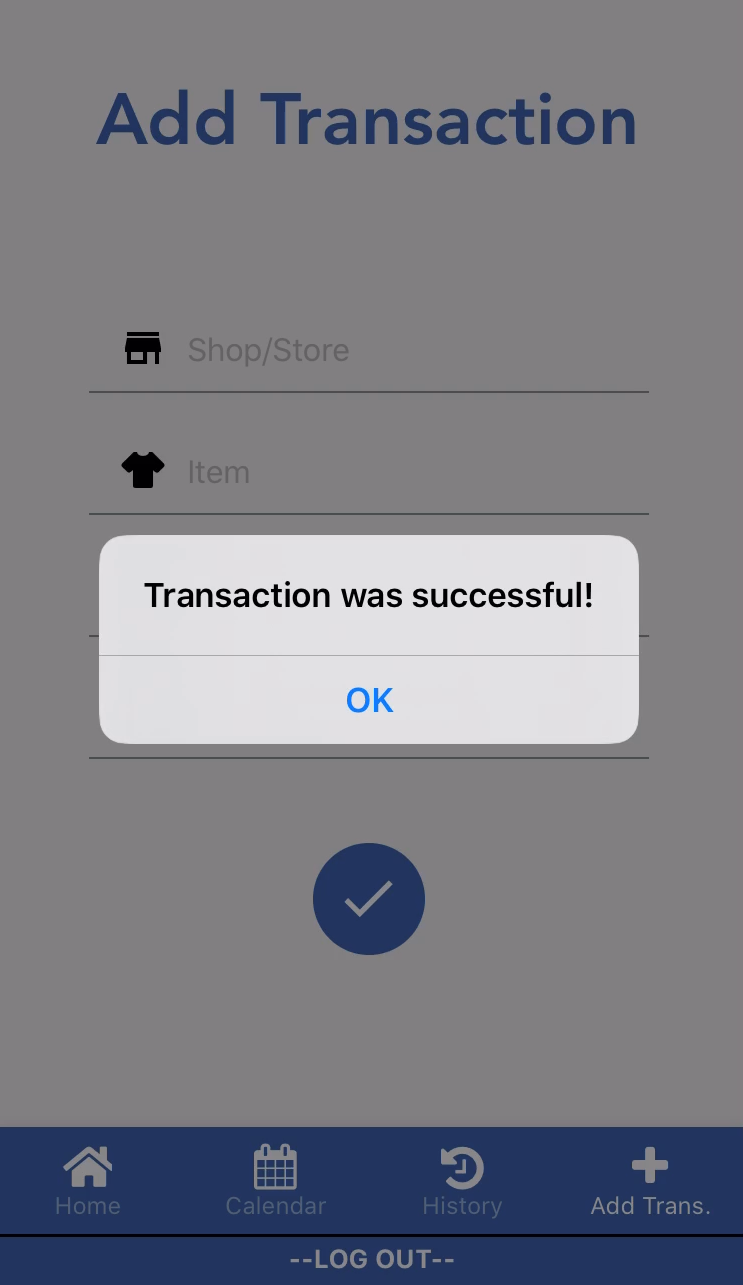 Add Transaction
Shop/Store
Item
Transaction was successful!
OK
Home
Calendar
History
Add Trans.
--LOG OUT--